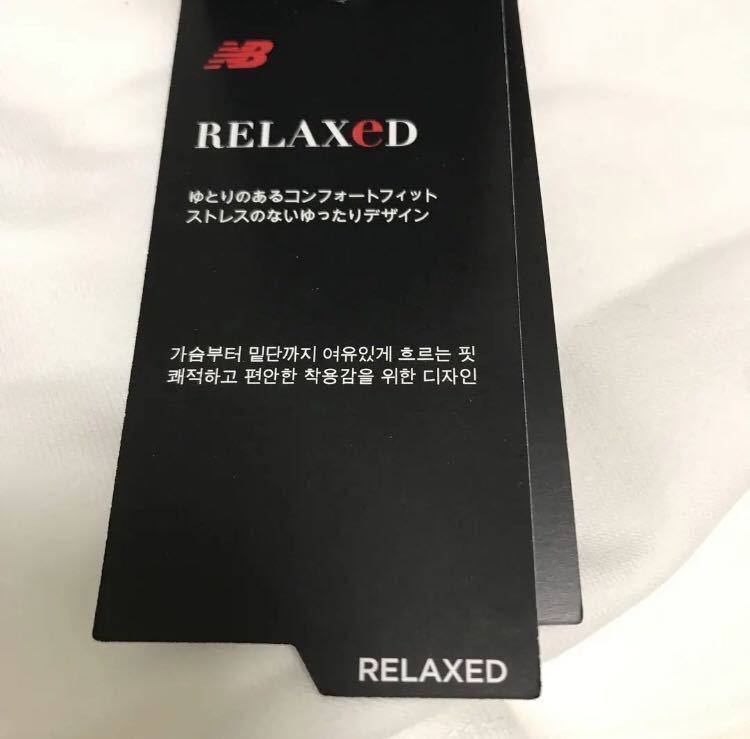 NB
RELAXeD
ゆとりのあるコンフォートフィット
ストレスのないゆったりデザイン
가슴부터 밑단까지 여유있게 흐르는 핏
쾌적하고 편안한 착용감을 위한 디자인
RELAXED